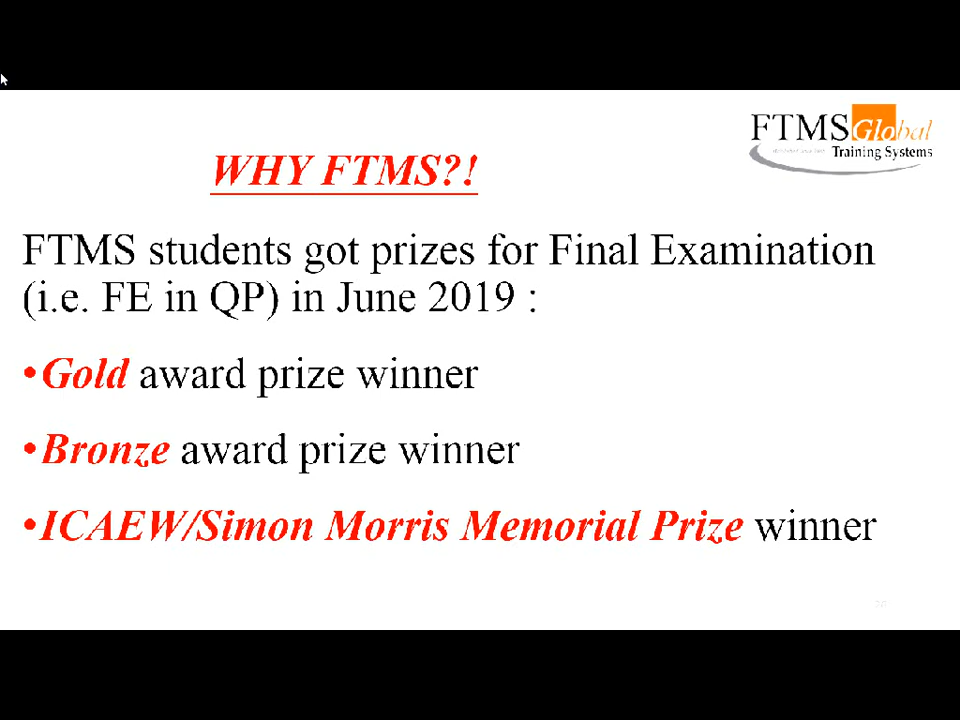 FTMSGlobal
Training Systems
WHY FTMS?!
FTMS students got prizes for Final Examination
(i.e. FE in QP) in June 2019 :
•Gold award prize winner
•Bronze award prize winner
•ICAEW/Simon Morris Memorial Prize winner